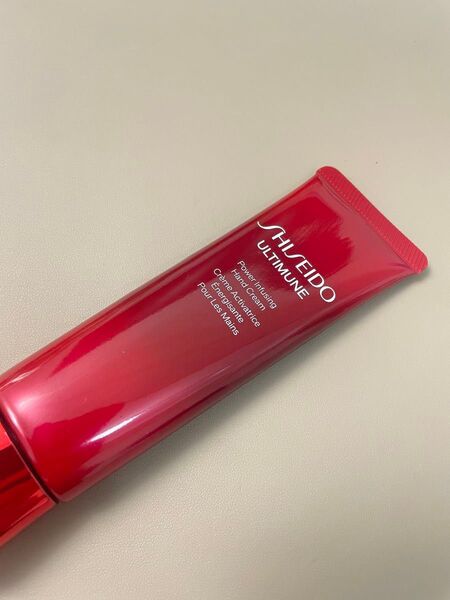 SHISEIDO
ULTIMUNE
Power Infusing
Hand Cream
Crème Activatrice
Énergisante
Pour Les Mains